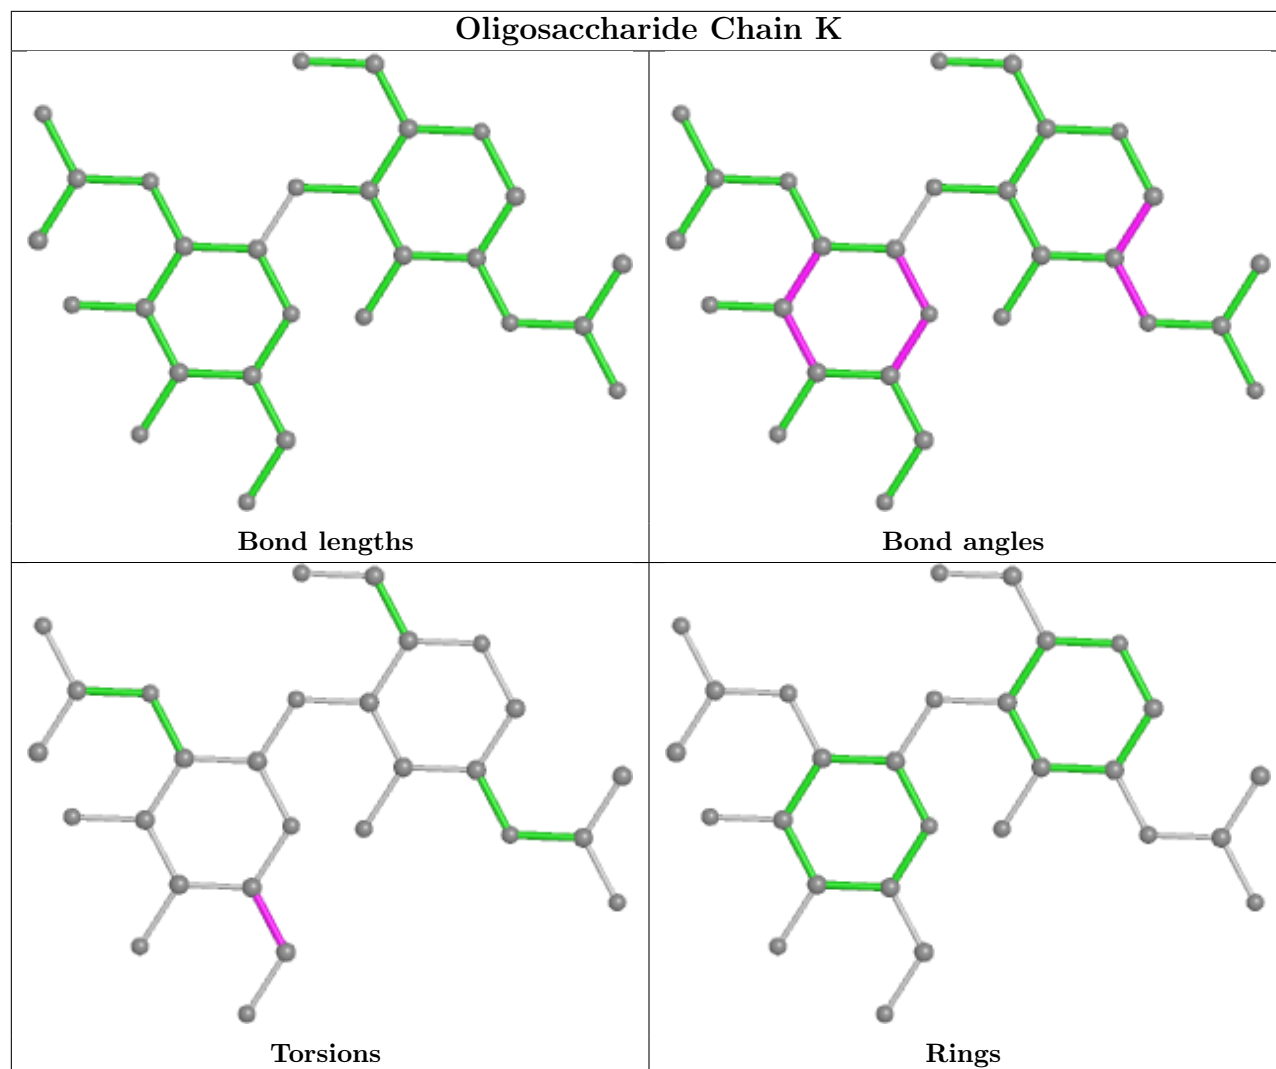 Oligosaccharide Chain K
Bond lengths
Bond angles
Torsions
Rings